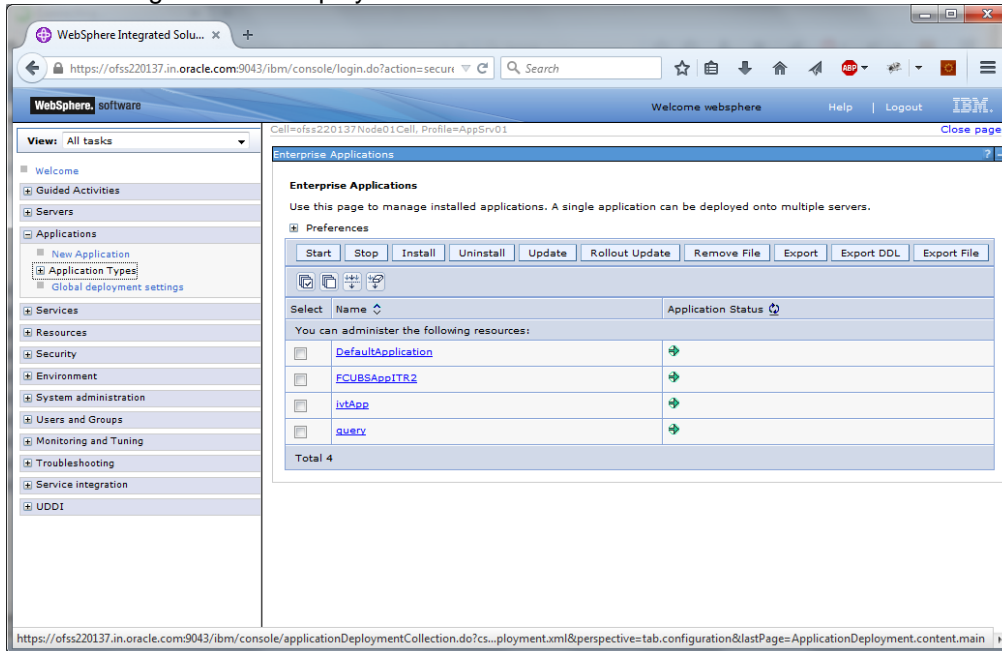 WebSphere Integrated Solu... × +
https://ofss220137.in.oracle.com:9043/ibm/console/login.do?action=secure Search ABP
WebSphere. software Welcome websphere Help | Logout IBM.
View: All tasks
Cell=ofss220137Node01Cell, Profile=AppSrv01 Close page
Enterprise Applications ? -
Welcome
Guided Activities
Servers
Applications
New Application
Application Types
Global deployment settings
Services
Resources
Security
Environment
System administration
Users and Groups
Monitoring and Tuning
Troubleshooting
Service integration
UDDI
Enterprise Applications
Use this page to manage installed applications. A single application can be deployed onto multiple servers.
Preferences
Start Stop Install Uninstall Update Rollout Update Remove File Export Export DDL Export File
Select Name Application Status
You can administer the following resources:
DefaultApplication
FCUBSAppITR2
ivtApp
query
Total 4
https://ofss220137.in.oracle.com:9043/ibm/console/applicationDeploymentCollection.do?cs...ployment.xml&perspective=tab.configuration&lastPage=ApplicationDeployment.content.main